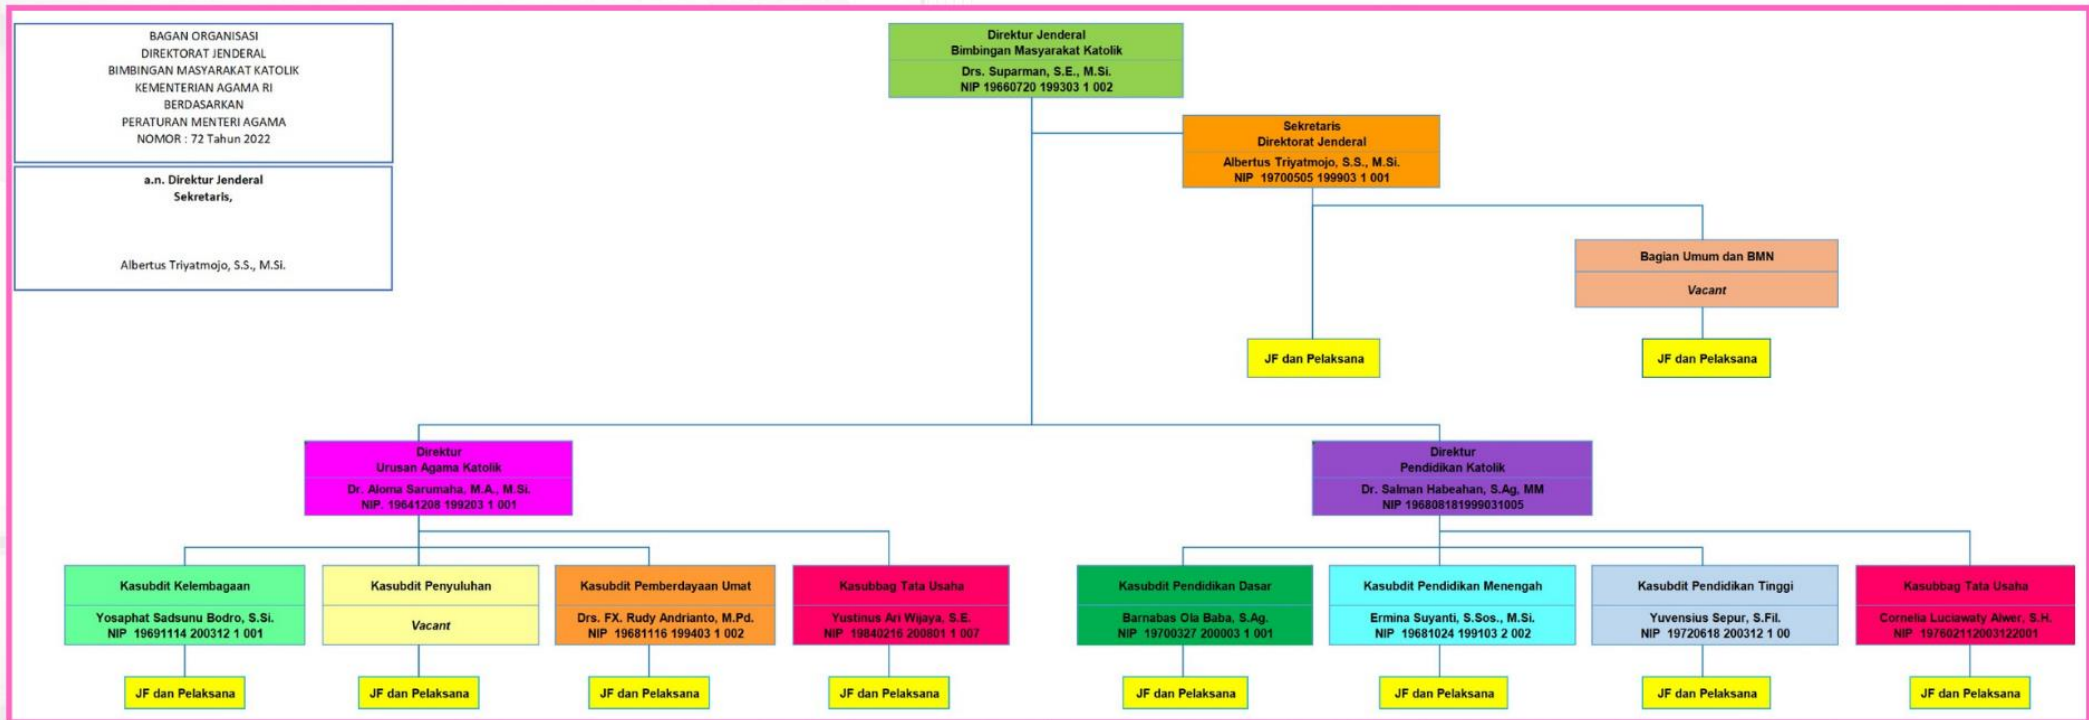 BAGAN ORGANISASI
DIREKTORAT JENDERAL
BIMBINGAN MASYARAKAT KATOLIK
KEMENTERIAN AGAMA RI
BERDASARKAN
PERATURAN MENTERI AGAMA
NOMOR : 72 Tahun 2022
a.n. Direktur Jenderal
Sekretaris,
Albertus Triyatmojo, S.S., M.Si.
Direktur Jenderal
Bimbingan Masyarakat Katolik
Drs. Suparman, S.E., M.Si.
NIP 19660720 199303 1 002
Sekretaris
Direktorat Jenderal
Albertus Triyatmojo, S.S., M.Si.
NIP 19700505 199903 1 001
Bagian Umum dan BMN
Vacant
JF dan Pelaksana
JF dan Pelaksana
Direktur
Urusan Agama Katolik
Dr. Aloma Sarumaha, M.A., M.Si.
NIP. 19641208 199203 1 001
Direktur
Pendidikan Katolik
Dr. Salman Habeahan, S.Ag, MM
NIP 196808181999031005
Kasubdit Kelembagaan
Yosaphat Sadsunu Bodro, S.Si.
NIP 19691114 200312 1 001
Kasubdit Penyuluhan
Vacant
Kasubdit Pemberdayaan Umat
Drs. FX. Rudy Andrianto, M.Pd.
NIP 19681116 199403 1 002
Kasubbag Tata Usaha
Yustinus Ari Wijaya, S.E.
NIP 19840216 200801 1 007
Kasubdit Pendidikan Dasar
Barnabas Ola Baba, S.Ag.
NIP 19700327 200003 1 001
Kasubdit Pendidikan Menengah
Ermina Suyanti, S.Sos., M.Si.
NIP 19681024 199103 2 002
Kasubdit Pendidikan Tinggi
Yuvensius Sepur, S.Fil.
NIP 19720618 200312 1 00
Kasubbag Tata Usaha
Cornelia Luciawaty Alwer, S.H.
NIP 197602112003122001
JF dan Pelaksana
JF dan Pelaksana
JF dan Pelaksana
JF dan Pelaksana
JF dan Pelaksana
JF dan Pelaksana
JF dan Pelaksana
JF dan Pelaksana